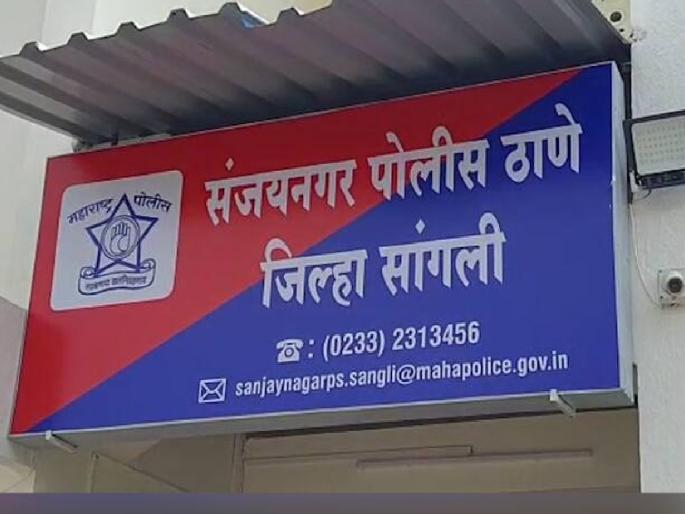 महाराष्ट्र पोलीस
संजयनगर पोलीस ठाणे
जिल्हा सांगली
☎: (0233) 2313456
sanjaynagarps.sangli@mahapolice.gov.in